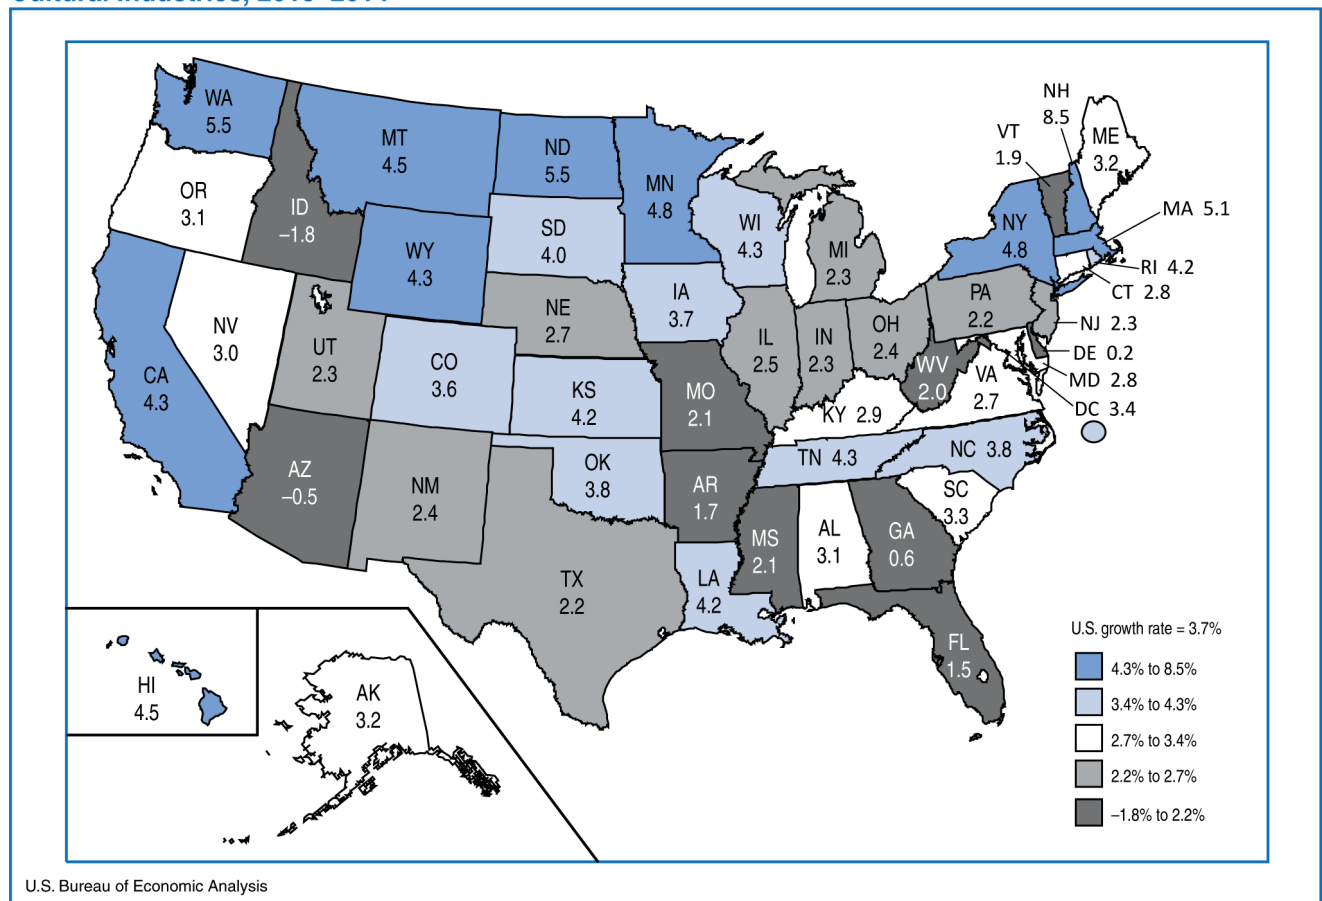 Cultural Industries,
WA
5.5
MT
4.5
ND
5.5
MN
4.8
NH
8.5
VT
1.9
ME
3.2
OR
3.1
ID
–1.8
WY
4.3
SD
4.0
WI
4.3
MI
2.3
NY
4.8
MA 5.1
RI 4.2
CT 2.8
NV
3.0
UT
2.3
CO
3.6
NE
2.7
IA
3.7
IL
2.5
IN
2.3
OH
2.4
PA
2.2
NJ 2.3
DE 0.2
MD 2.8
DC 3.4
CA
4.3
KS
4.2
MO
2.1
KY 2.9
WV
2.0
VA
2.7
AZ
–0.5
NM
2.4
OK
3.8
AR
1.7
TN 4.3
NC 3.8
SC
3.3
TX
2.2
LA
4.2
MS
2.1
AL
3.1
GA
0.6
FL
1.5
HI
4.5
AK
3.2
U.S. growth rate = 3.7%
4.3% to 8.5%
3.4% to 4.3%
2.7% to 3.4%
2.2% to 2.7%
–1.8% to 2.2%
U.S. Bureau of Economic Analysis